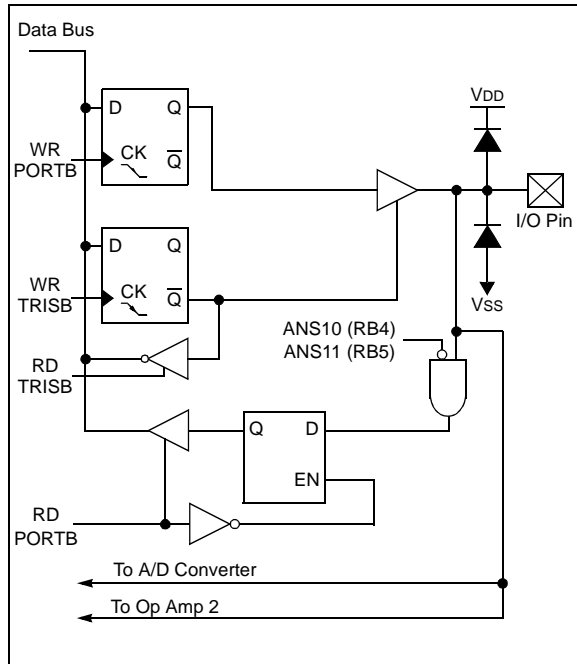 Data Bus
D Q
WR
PORTB
CK
Q
VDD
I/O Pin
D Q
WR
TRISB
CK
Q
VSS
RD
TRISB
ANS10 (RB4)
ANS11 (RB5)
Q D
EN
RD
PORTB
To A/D Converter
To Op Amp 2